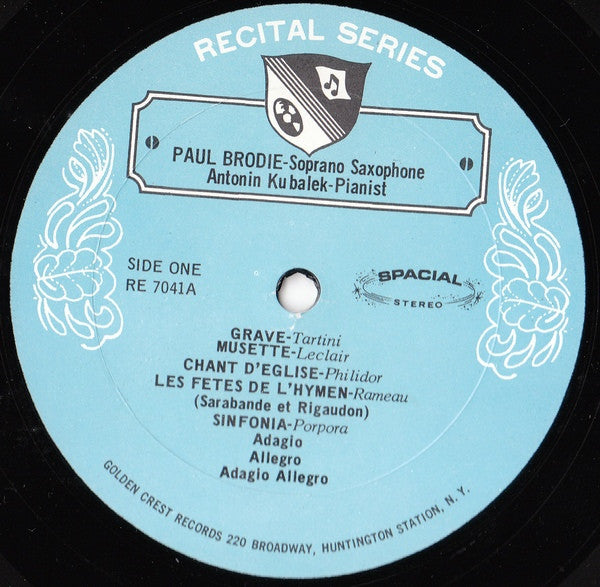 RECITAL SERIES
PAUL BRODIE-Soprano Saxophone
Antonin Kubalek-Pianist
SIDE ONE
RE 7041A
SPACIAL
STEREO
GRAVE-Tartini
MUSETTE-Leclair
CHANT D'EGLISE-Philidor
LES FETES DE L'HYMEN-Rameau
(Sarabande et Rigaudon)
SINFONIA-Porpora
Adagio
Allegro
Adagio Allegro
GOLDEN CREST RECORDS 220 BROADWAY, HUNTINGTON STATION, N. Y.